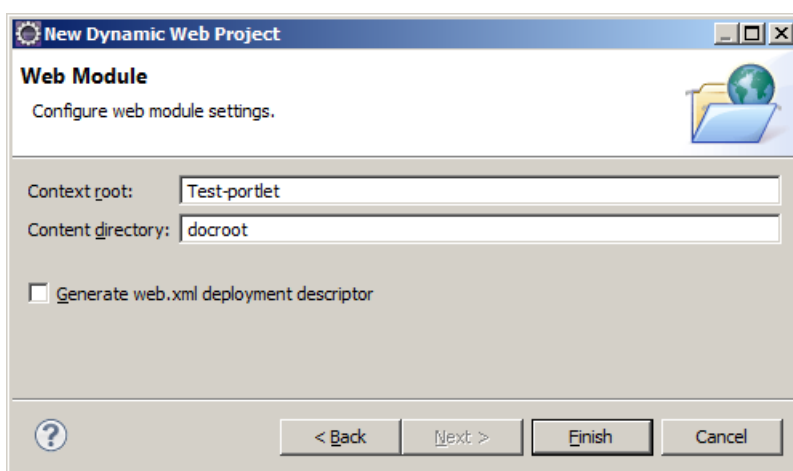 New Dynamic Web Project
Web Module
Configure web module settings.
Context root: Test-portlet
Content directory: docroot
Generate web.xml deployment descriptor
? < Back Next > Finish Cancel